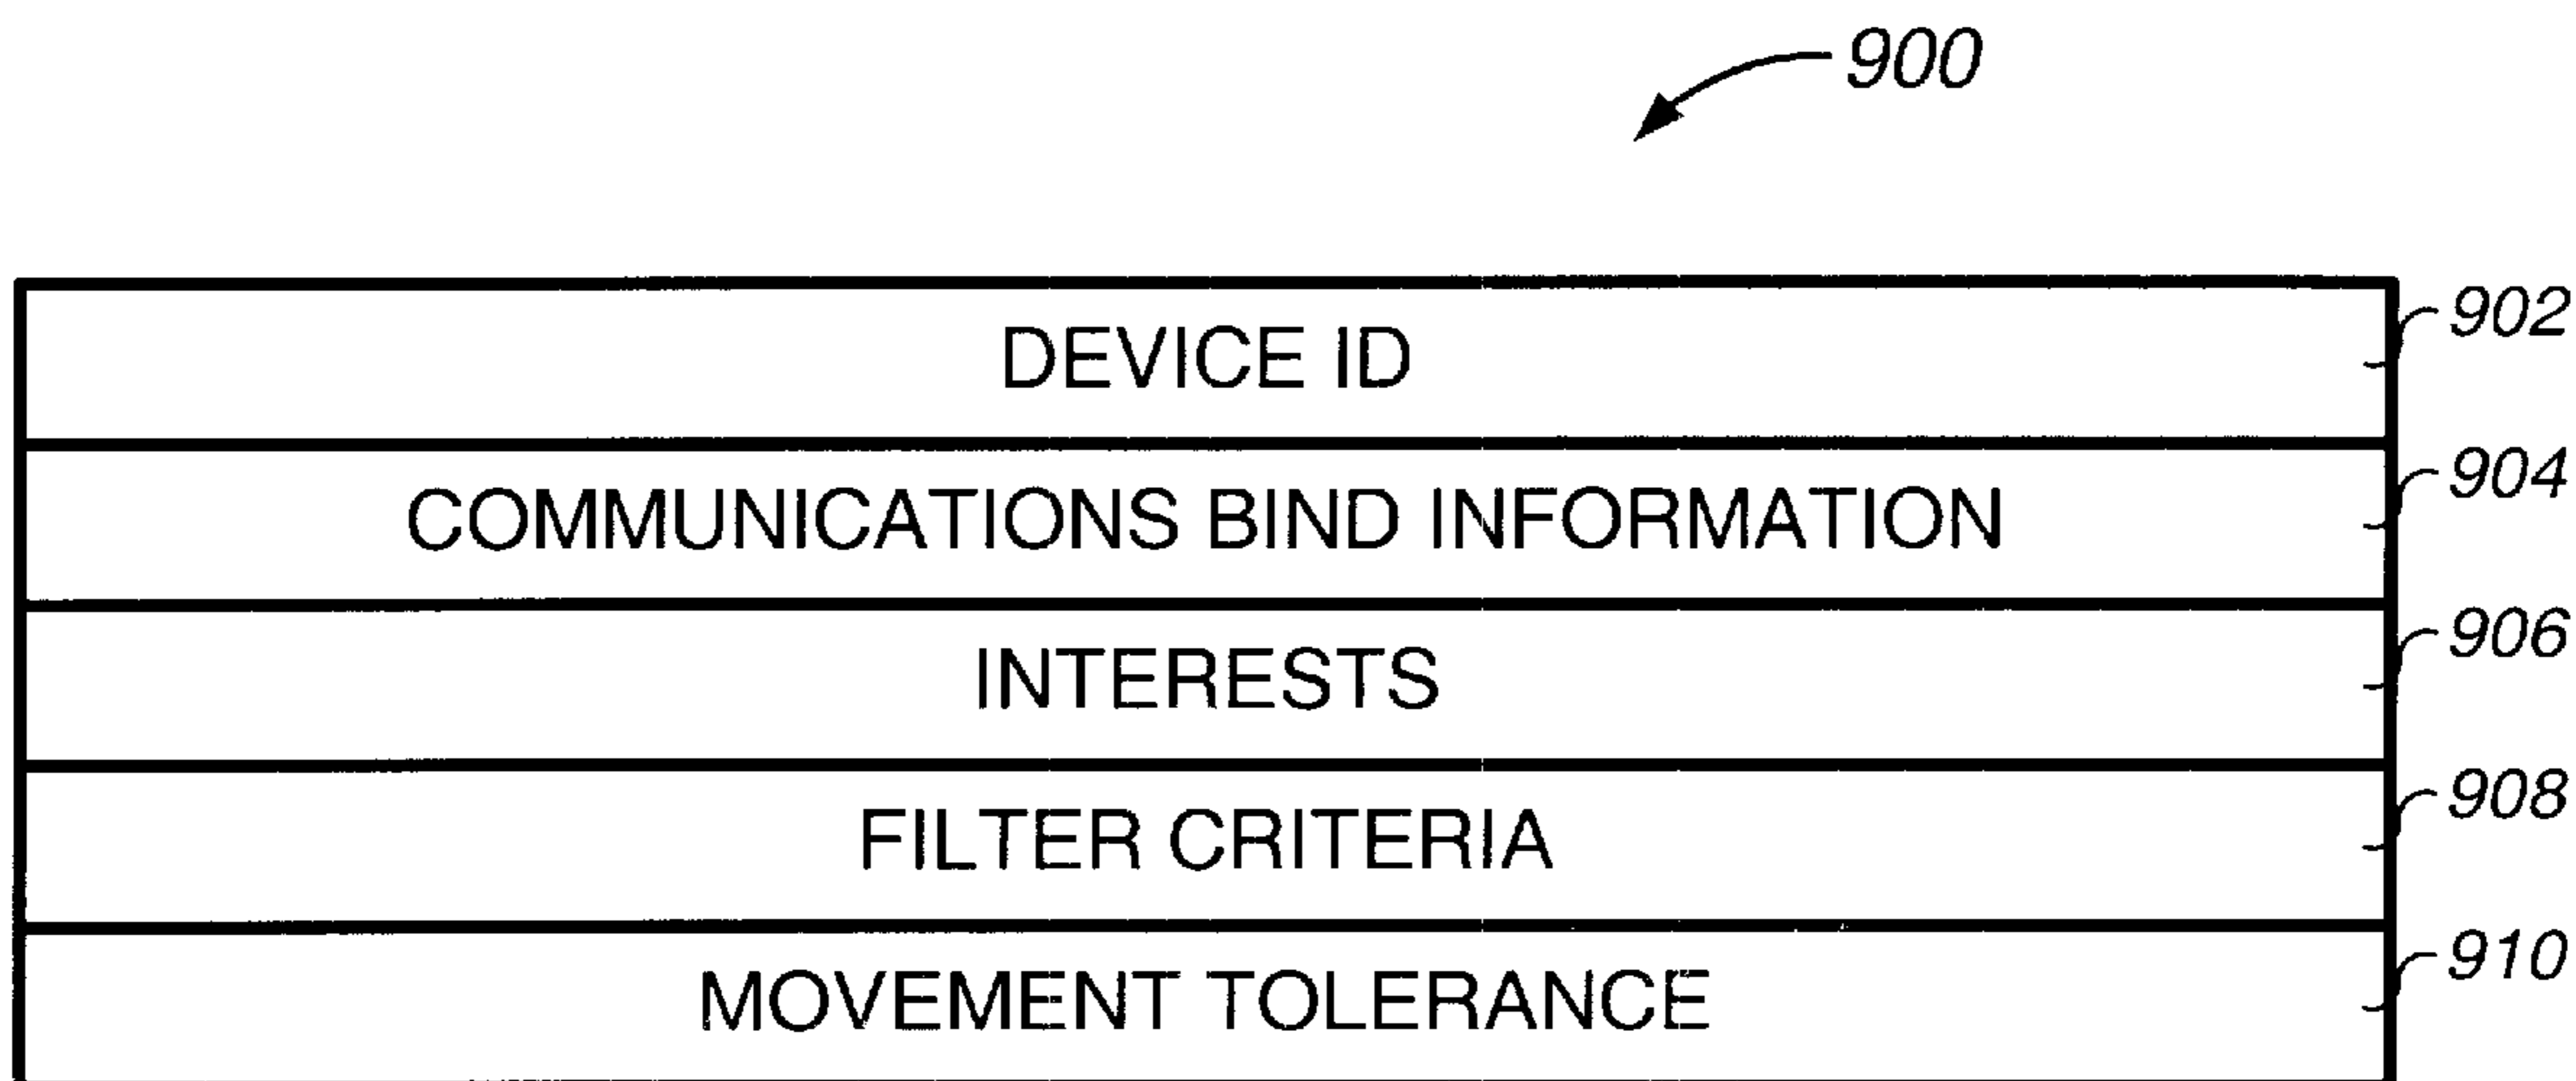 900
DEVICE ID 902
COMMUNICATIONS BIND INFORMATION 904
INTERESTS 906
FILTER CRITERIA 908
MOVEMENT TOLERANCE 910